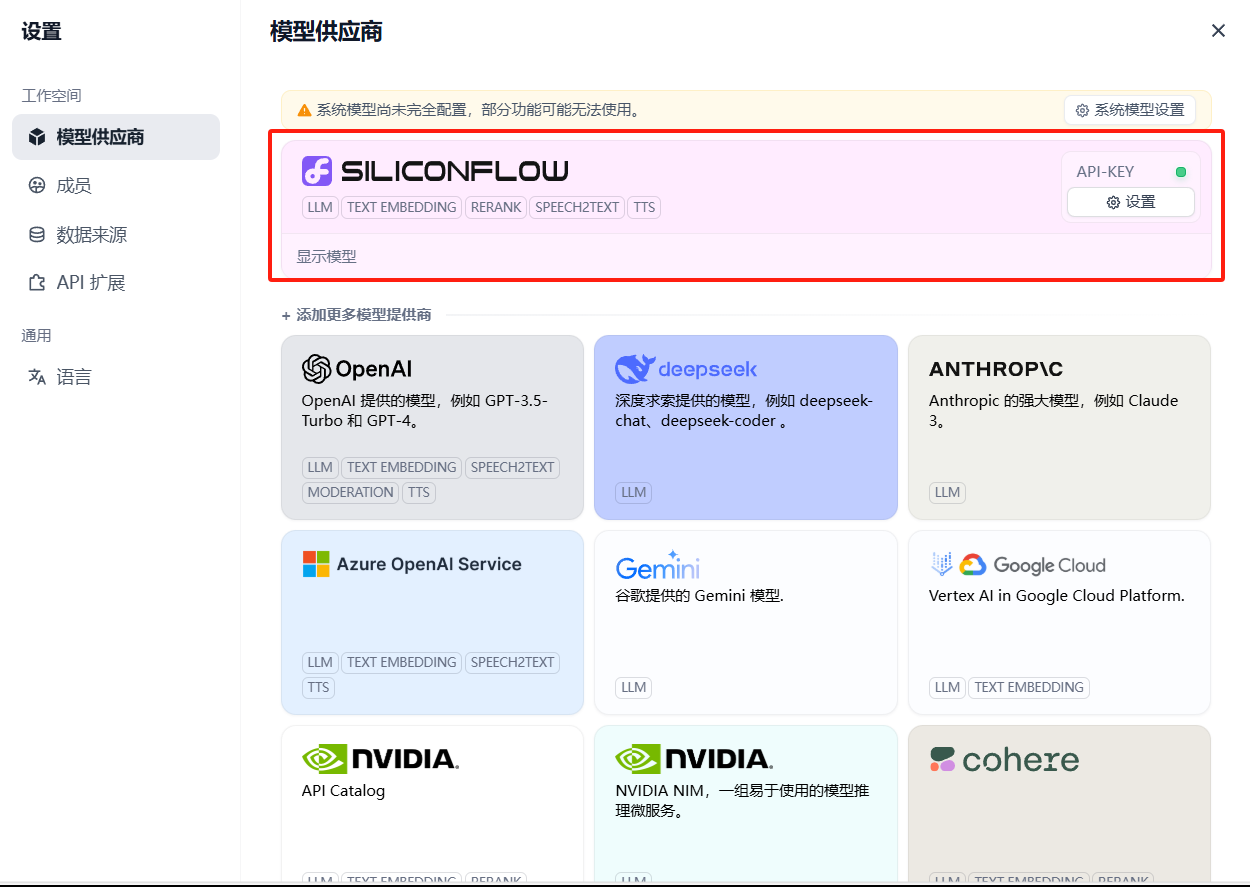 设置
模型供应商
工作空间
模型供应商
成员
数据来源
API 扩展
通用
语言
系统模型尚未完全配置，部分功能可能无法使用。
系统模型设置
SILICONFLOW
LLM TEXT EMBEDDING RERANK SPEECH2TEXT TTS
API-KEY
设置
显示模型
+ 添加更多模型提供商
OpenAI
OpenAI 提供的模型，例如 GPT-3.5-
Turbo 和 GPT-4。
LLM TEXT EMBEDDING SPEECH2TEXT
MODERATION TTS
deepseek
深度求索提供的模型，例如 deepseek-
chat、deepseek-coder 。
LLM
ANTHROP\C
Anthropic 的强大模型，例如 Claude
3。
LLM
Azure OpenAI Service
LLM TEXT EMBEDDING SPEECH2TEXT
TTS
Gemini
谷歌提供的 Gemini 模型.
LLM
Google Cloud
Vertex AI in Google Cloud Platform.
LLM TEXT EMBEDDING
NVIDIA.
API Catalog
LLM TEXT EMBEDDING RERANK
NVIDIA.
NVIDIA NIM，一组易于使用的模型推
理微服务。
LLM
cohere
LLM TEXT EMBEDDING RERANK